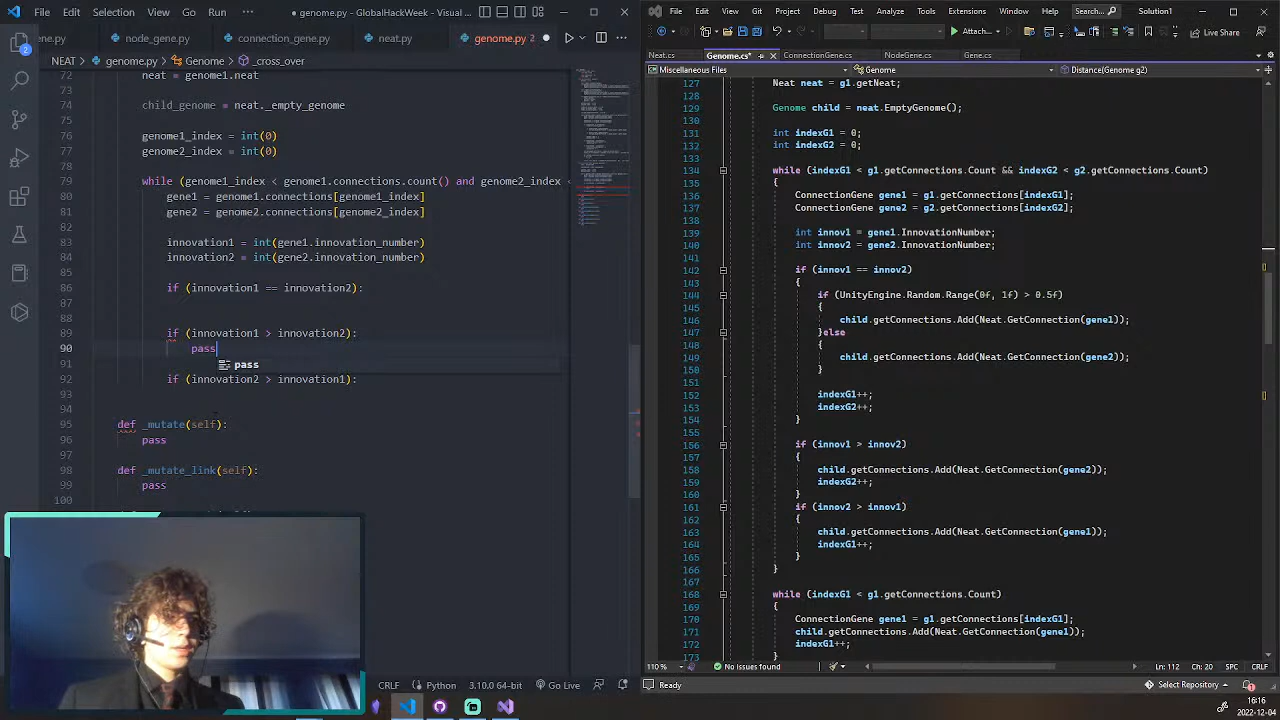 File Edit Selection View Go Run ··· ● genome.py - GlobalHackWeek - Visual ...
node_gene.py connection_gene.py neat.py genome.py 2 ●
NEAT > genome.py > Genome > _crossover
72 neat = genome1.neat
73
74 child_genome = neat._empty_genome
75
76 genome1_index = int(0)
77 genome2_index = int(0)
78
79 while genome1_index < genome1.connections.count() and genome2_index <
80 gene1 = genome1.connections[genome1_index]
81 gene2 = genome2.connections[genome2_index]
82
83 innovation1 = int(gene1.innovation_number)
84 innovation2 = int(gene2.innovation_number)
85
86 if (innovation1 == innovation2):
87
88
89 if (innovation1 > innovation2):
90 pass
91 pass
92 if (innovation2 > innovation1):
93
94
95 def _mutate(self):
96 pass
97
98 def _mutate_link(self):
99 pass
100
CRLF Python 3.10.0 64-bit Go Live
File Edit View Git Project Debug Test Analyze Tools Extensions Window Help Search... Solution1
Attach... Live Share
Neat.cs Genome.cs* ConnectionGene.cs NodeGene.cs Gene.cs
Miscellaneous Files Genome Distance(Genome g2)
127 Neat neat = g1.getNeat;
128
129 Genome child = neat.EmptyGenome();
130
131 int indexG1 = 0;
132 int indexG2 = 0;
133
134 while (indexG1 < g1.getConnections.Count && indexG2 < g2.getConnections.Count)
135 {
136 ConnectionGene gene1 = g1.getConnections[indexG1];
137 ConnectionGene gene2 = g2.getConnections[indexG2];
138
139 int innov1 = gene1.InnovationNumber;
140 int innov2 = gene2.InnovationNumber;
141
142 if (innov1 == innov2)
143 {
144 if (UnityEngine.Random.Range(0f, 1f) > 0.5f)
145 {
146 child.getConnections.Add(Neat.GetConnection(gene1));
147 }else
148 {
149 child.getConnections.Add(Neat.GetConnection(gene2));
150 }
151
152 indexG1++;
153 indexG2++;
154 }
155
156 if (innov1 > innov2)
157 {
158 child.getConnections.Add(Neat.GetConnection(gene2));
159 indexG2++;
160 }
161 if (innov2 > innov1)
162 {
163 child.getConnections.Add(Neat.GetConnection(gene1));
164 indexG1++;
165 }
166 }
167
168 while (indexG1 < g1.getConnections.Count)
169 {
170 ConnectionGene gene1 = g1.getConnections[indexG1];
171 child.getConnections.Add(Neat.GetConnection(gene1));
172 indexG1++;
173 }
110 % No issues found Ln: 112 Ch: 20 SPC CRLF
Ready Select Repository
16:16
2022-12-04